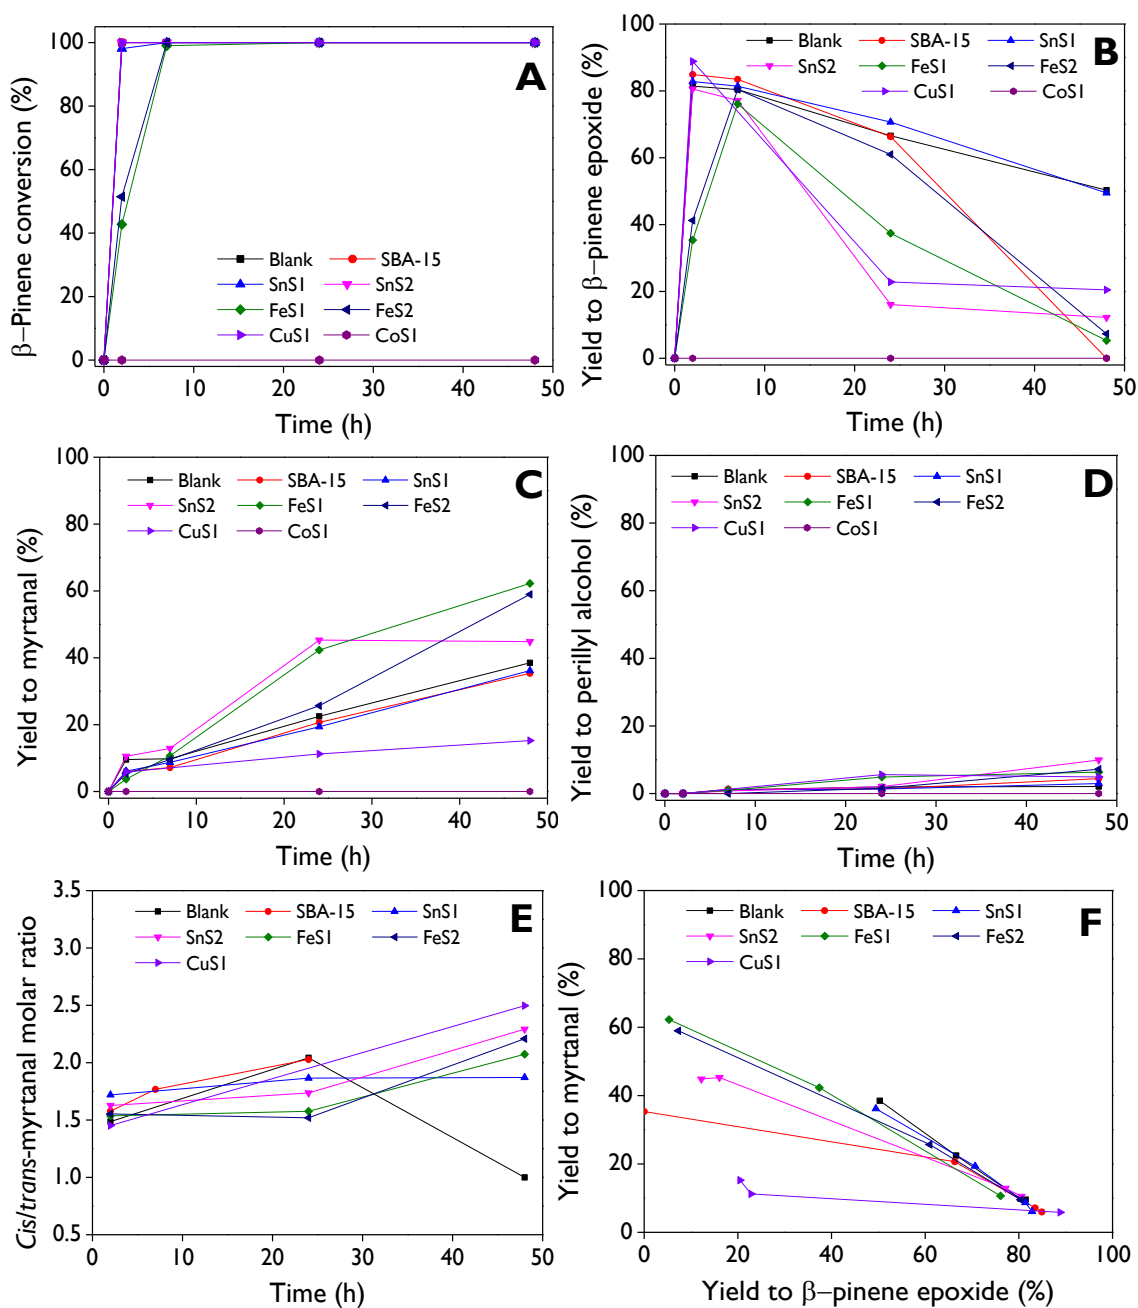 A
β–Pinene conversion (%)
100
80
60
40
20
0
Blank SBA-15
SnS1 SnS2
FeS1 FeS2
CuS1 CoS1
0 10 20 30 40 50
Time (h)
B
Yield to β–pinene epoxide (%)
100
80
60
40
20
0
Blank SBA-15 SnS1
SnS2 FeS1 FeS2
CuS1 CoS1
0 10 20 30 40 50
Time (h)
C
Yield to myrtanal (%)
100
80
60
40
20
0
Blank SBA-15 SnS1
SnS2 FeS1 FeS2
CuS1 CoS1
0 10 20 30 40 50
Time (h)
D
Yield to perillyl alcohol (%)
100
80
60
40
20
0
Blank SBA-15 SnS1
SnS2 FeS1 FeS2
CuS1 CoS1
0 10 20 30 40 50
Time (h)
E
Cis/trans-myrtanal molar ratio
3.5
3.0
2.5
2.0
1.5
1.0
0.5
Blank SBA-15 SnS1
SnS2 FeS1 FeS2
CuS1
0 10 20 30 40 50
Time (h)
F
Yield to myrtanal (%)
100
80
60
40
20
0
Blank SBA-15 SnS1
SnS2 FeS1 FeS2
CuS1
0 20 40 60 80 100
Yield to β–pinene epoxide (%)